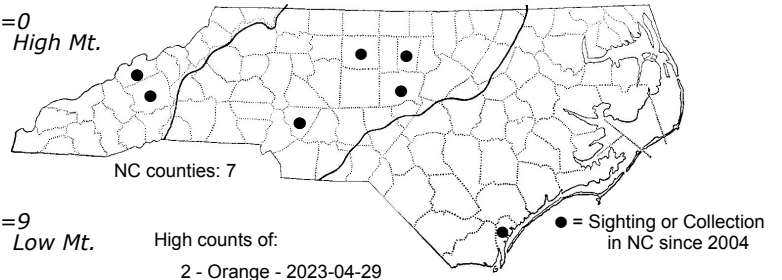 =0
High Mt.
NC counties: 7
=9
Low Mt.
High counts of:
2 - Orange - 2023-04-29
● = Sighting or Collection
in NC since 2004